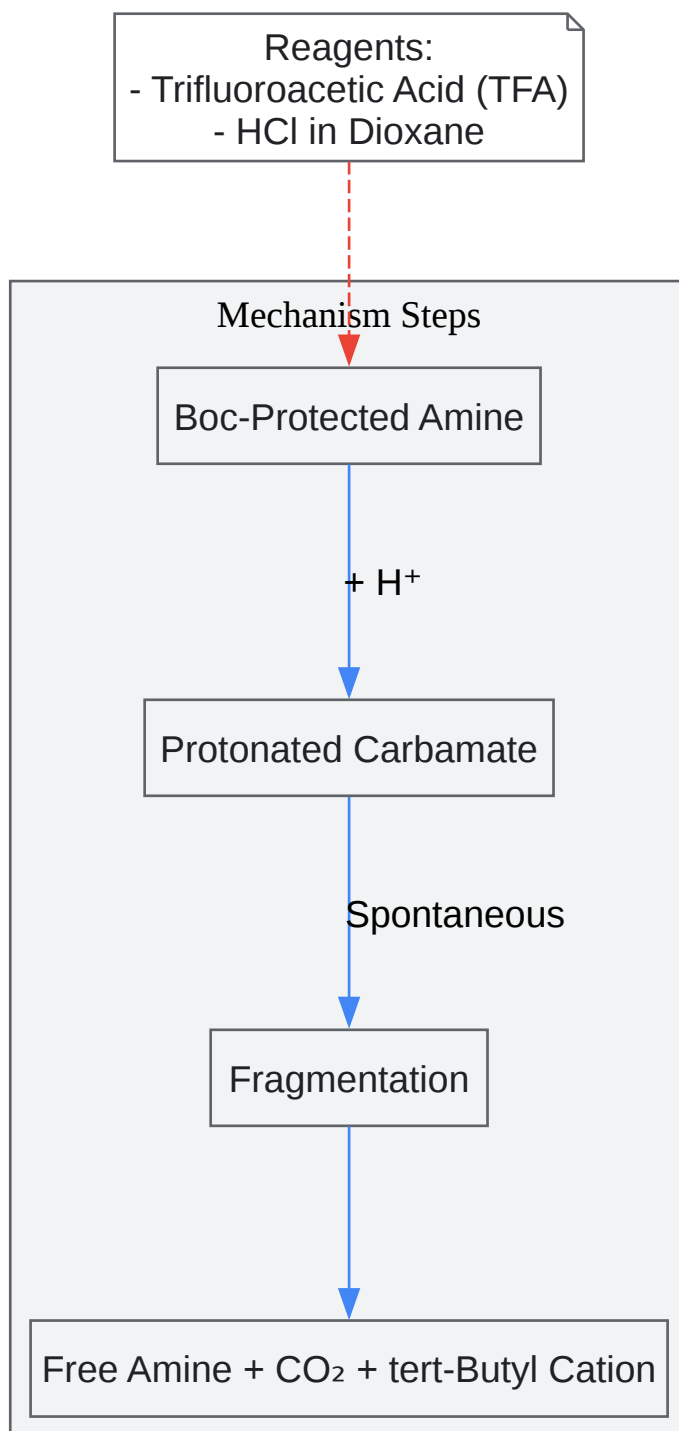 Reagents:
- Trifluoroacetic Acid (TFA)
- HCl in Dioxane
Mechanism Steps
Boc-Protected Amine
+ H⁺
Protonated Carbamate
Spontaneous
Fragmentation
Free Amine + CO₂ + tert-Butyl Cation